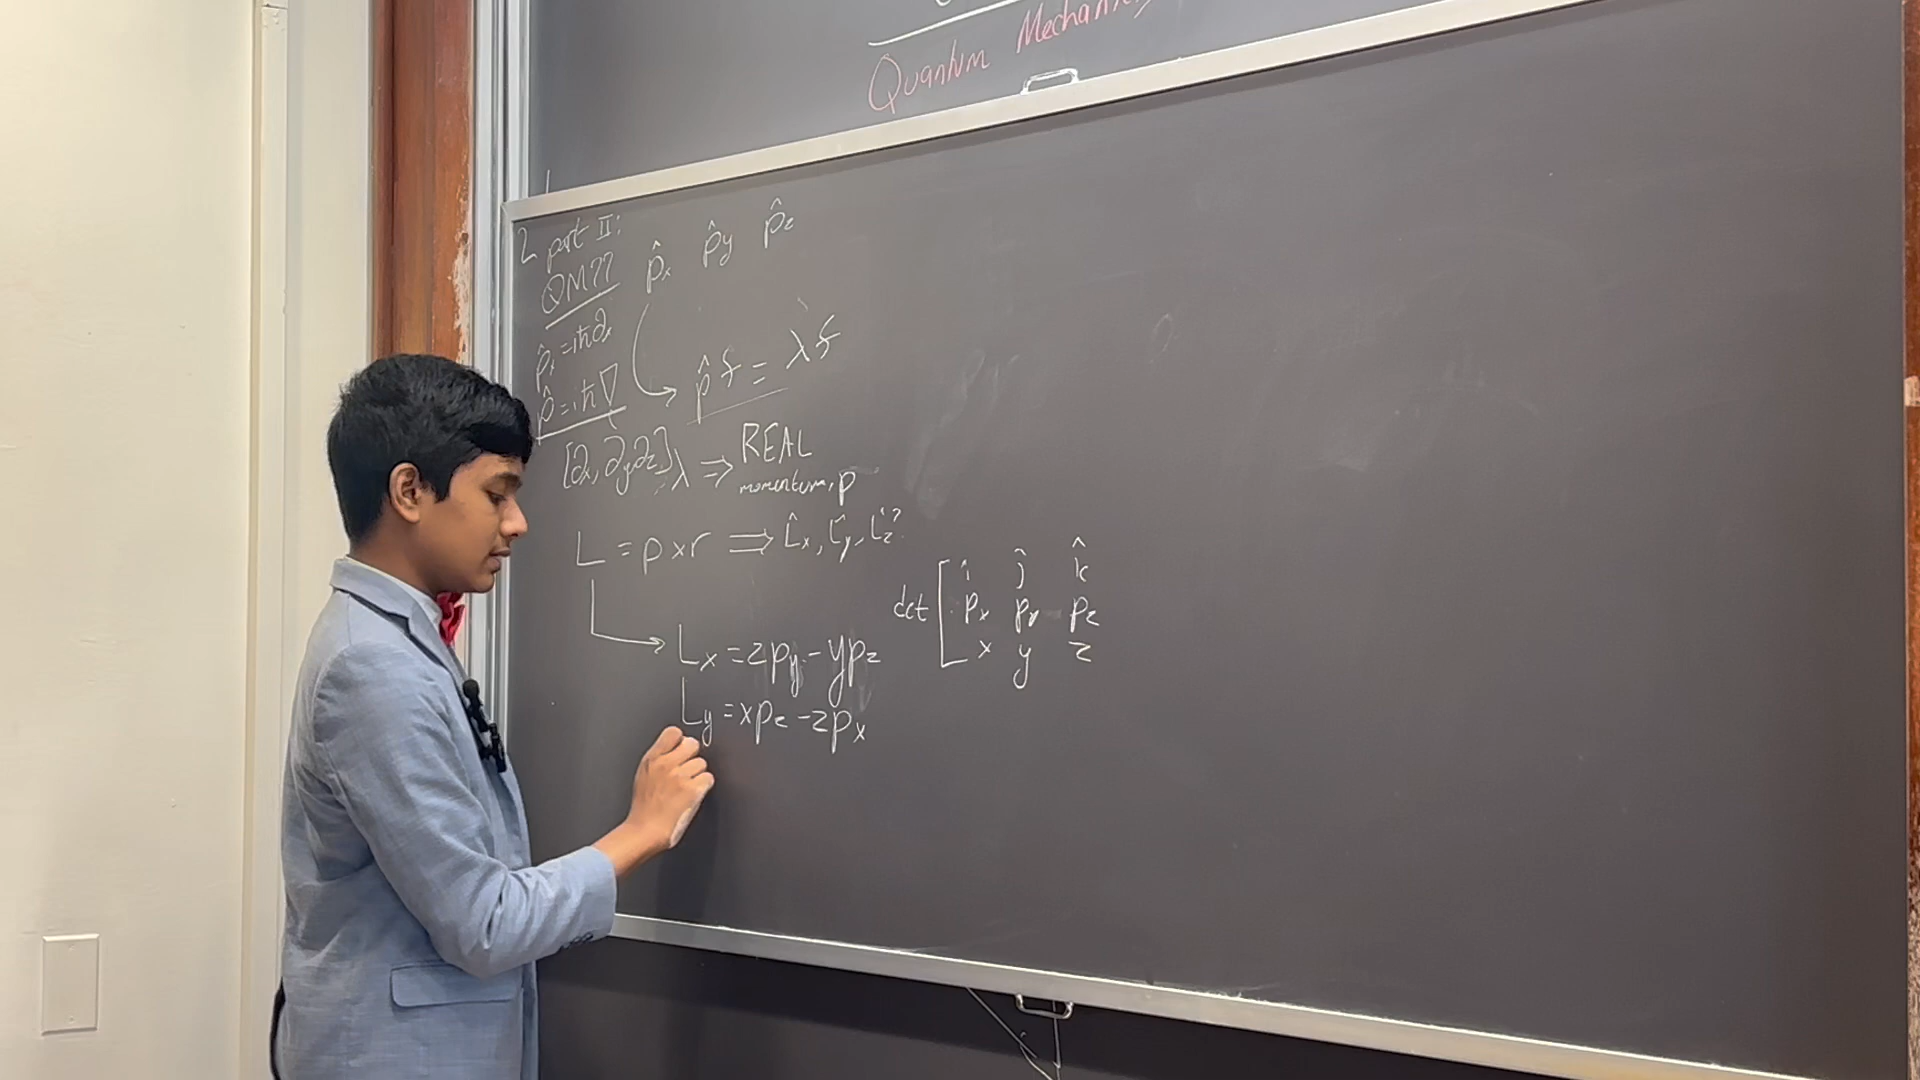 Quantum Mechanics
2 part II:
QM??
p̂x p̂y p̂z
p̂x = iħ∂x
p̂ = iħ∇
p̂f = λf
[∂x, ∂y ∂z]
λ ⇒ REAL
momentum, p
L = p×r ⇒ L̂x, L̂y, L̂z?
Lx = zpy - ypz
Ly = xpz - zpx
det [ î ĵ k̂
px py pz
x y z